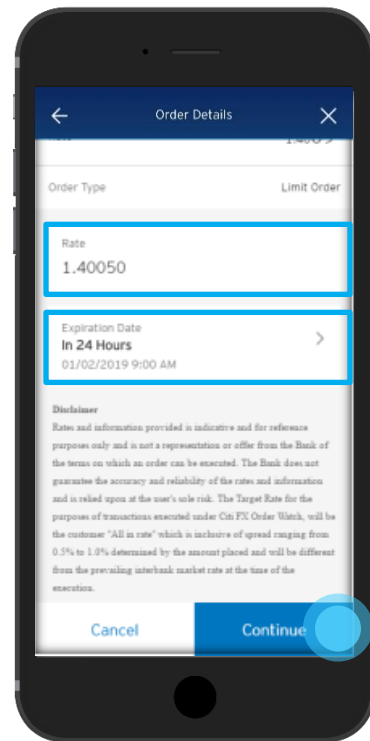 Order Details
Order Type Limit Order
Rate
1.40050
Expiration Date
In 24 Hours
01/02/2019 9:00 AM
Disclaimer
Rates and information provided is indicative and for reference
purposes only and is not a representation or offer from the Bank of
the terms on which an order can be executed. The Bank does not
guarantee the accuracy and reliability of the rates and information
and is relied upon at the user's sole risk. The Target Rate for the
purposes of transactions executed under Citi FX Order Watch, will be
the customer "All in rate" which is inclusive of spread ranging from
0.5% to 1.0% determined by the amount placed and will be different
from the prevailing interbank market rate at the time of the
execution.
Cancel Continue